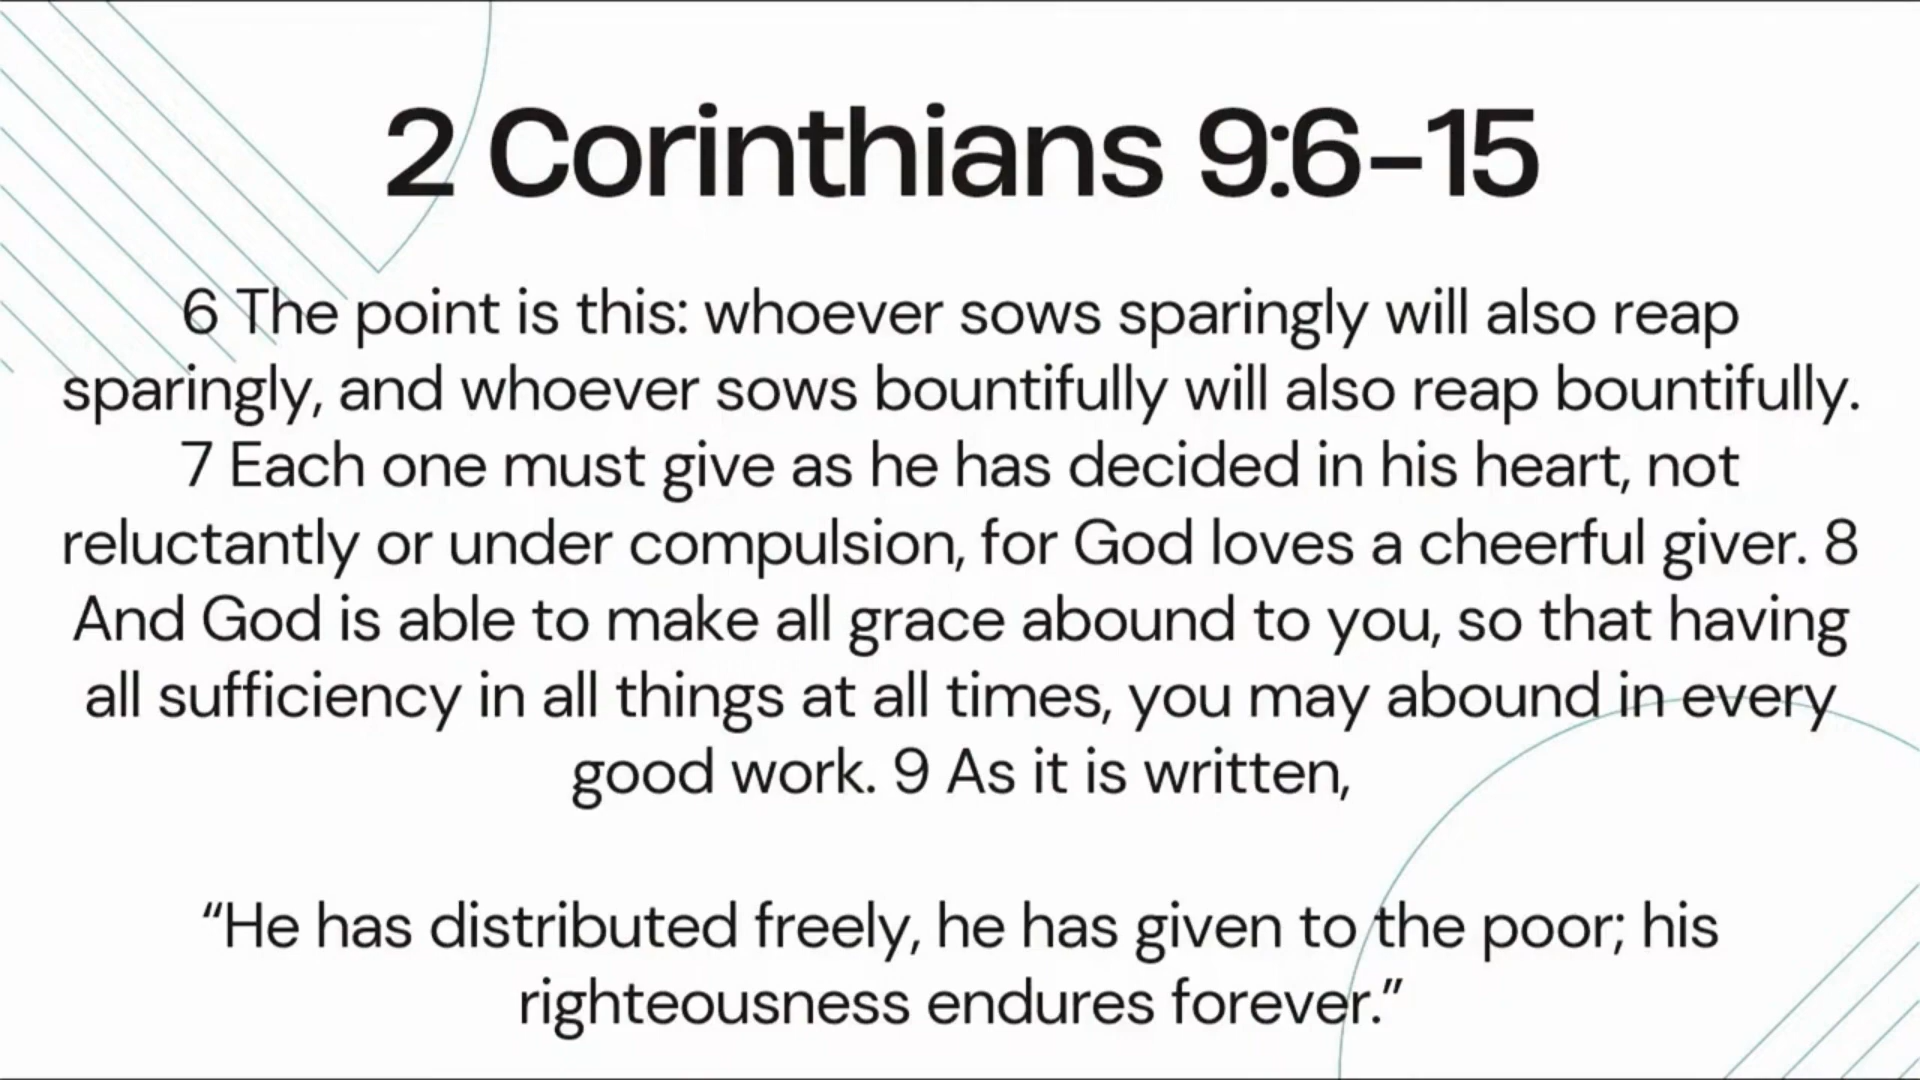 2 Corinthians 9:6-15
6 The point is this: whoever sows sparingly will also reap
sparingly, and whoever sows bountifully will also reap bountifully.
7 Each one must give as he has decided in his heart, not
reluctantly or under compulsion, for God loves a cheerful giver. 8
And God is able to make all grace abound to you, so that having
all sufficiency in all things at all times, you may abound in every
good work. 9 As it is written,
“He has distributed freely, he has given to the poor; his
righteousness endures forever.”